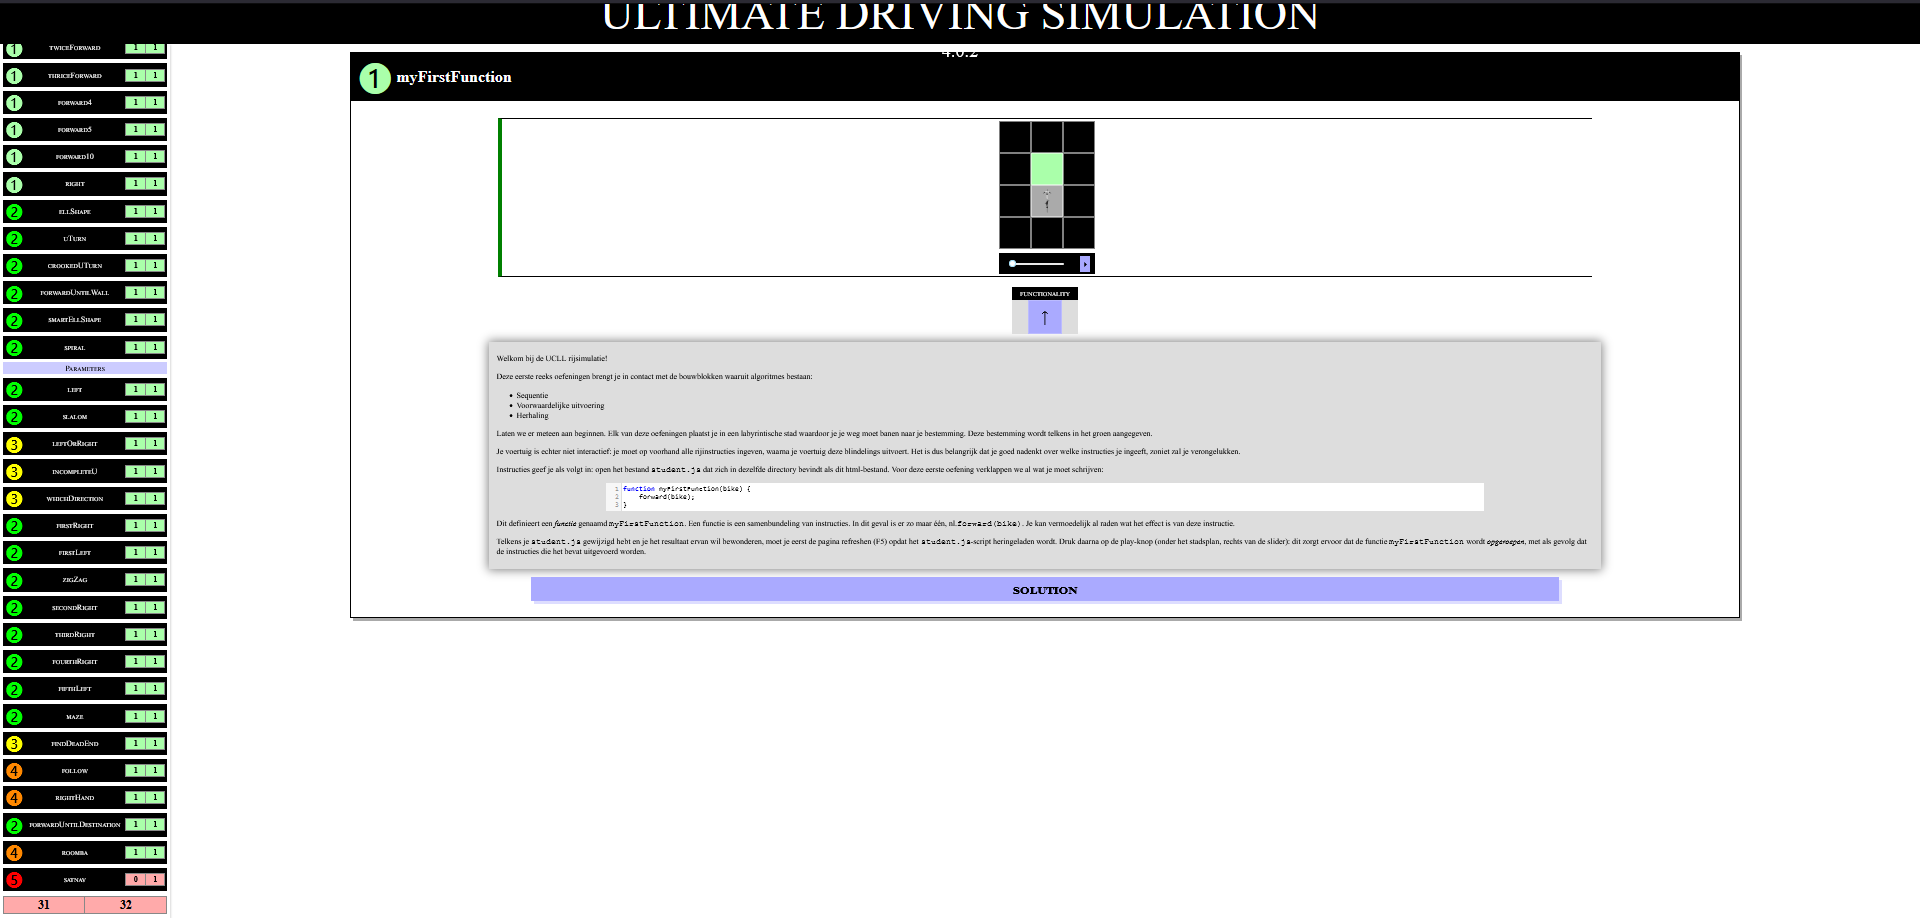 ULTIMATE DRIVING SIMULATION
4.0.2
1 twiceForward 1 1
1 thriceForward 1 1
1 forward4 1 1
1 forward5 1 1
1 forward10 1 1
1 right 1 1
2 ellShape 1 1
2 uTurn 1 1
2 crookedUTurn 1 1
2 forwardUntilWall 1 1
2 smartEllShape 1 1
2 spiral 1 1
Parameters
2 left 1 1
2 slalom 1 1
3 leftOrRight 1 1
3 incompleteU 1 1
3 whichDirection 1 1
2 firstRight 1 1
2 firstLeft 1 1
2 zigZag 1 1
2 secondRight 1 1
2 thirdRight 1 1
2 fourthRight 1 1
2 fifthLeft 1 1
2 maze 1 1
3 findDeadEnd 1 1
4 follow 1 1
4 rightHand 1 1
2 forwardUntilDestination 1 1
4 roomba 1 1
5 satnav 0 1
31 32
1 myFirstFunction
functionality
↑
Welkom bij de UCLL rijsimulatie!
Deze eerste reeks oefeningen brengt je in contact met de bouwblokken waaruit algoritmes bestaan:
• Sequentie
• Voorwaardelijke uitvoering
• Herhaling
Laten we er meteen aan beginnen. Elk van deze oefeningen plaatst je in een labyrintische stad waardoor je je weg moet banen naar je bestemming. Deze bestemming wordt telkens in het groen aangegeven.
Je voertuig is echter niet interactief: je moet op voorhand alle rijinstructies ingeven, waarna je voertuig deze blindelings uitvoert. Het is dus belangrijk dat je goed nadenkt over welke instructies je ingeeft, zoniet zal je verongelukken.
Instructies geef je als volgt in: open het bestand student.js dat zich in dezelfde directory bevindt als dit html-bestand. Voor deze eerste oefening verklappen we al wat je moet schrijven:
1 function myFirstFunction(bike) {
2 forward(bike);
3 }
Dit definieert een functie genaamd myFirstFunction. Een functie is een samenbundeling van instructies. In dit geval is er zo maar één, nl. forward(bike). Je kan vermoedelijk al raden wat het effect is van deze instructie.
Telkens je student.js gewijzigd hebt en je het resultaat ervan wil bewonderen, moet je eerst de pagina refreshen (F5) opdat het student.js-script heringeladen wordt. Druk daarna op de play-knop (onder het stadsplan, rechts van de slider): dit zorgt ervoor dat de functie myFirstFunction wordt opgeroepen, met als gevolg dat
de instructies die het bevat uitgevoerd worden.
SOLUTION